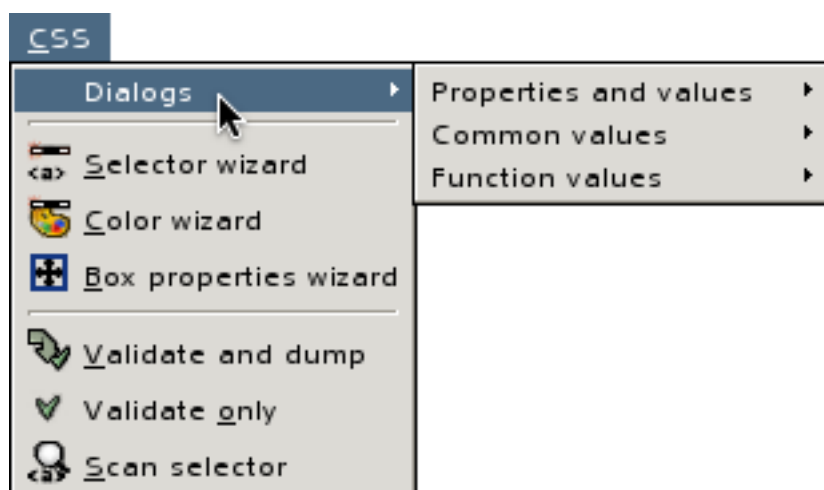 CSS
Dialogs
Properties and values
Common values
Function values
<a> Selector wizard
Color wizard
Box properties wizard
Validate and dump
Validate only
<a> Scan selector